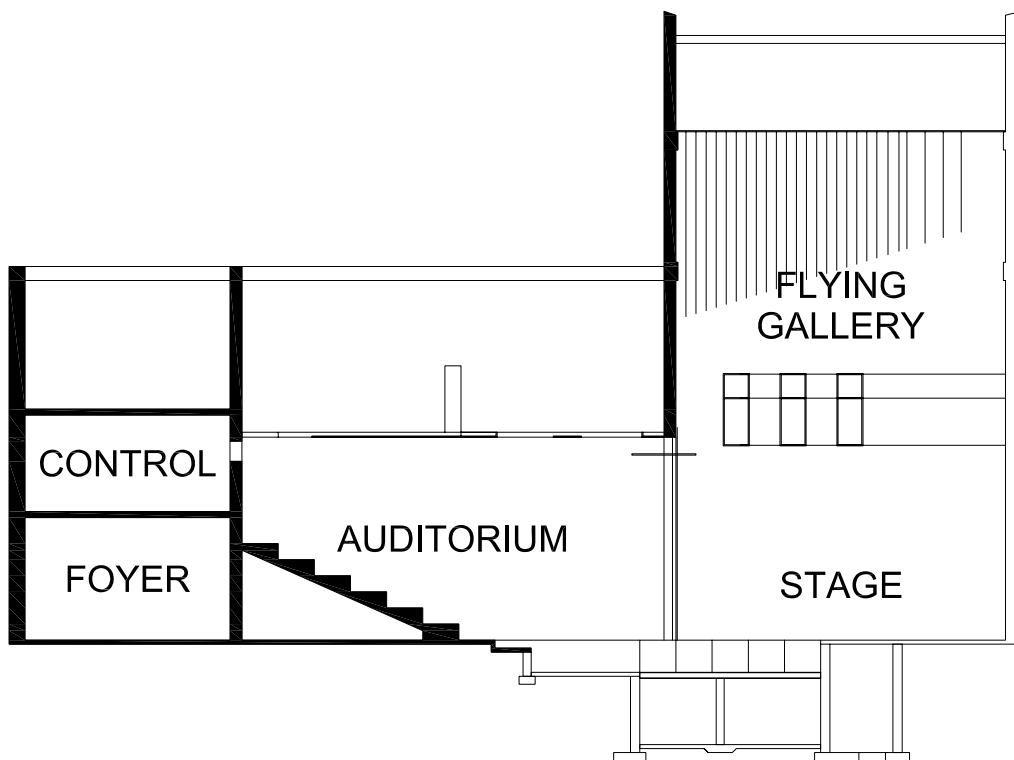 FLYING
GALLERY
CONTROL
AUDITORIUM
FOYER
STAGE